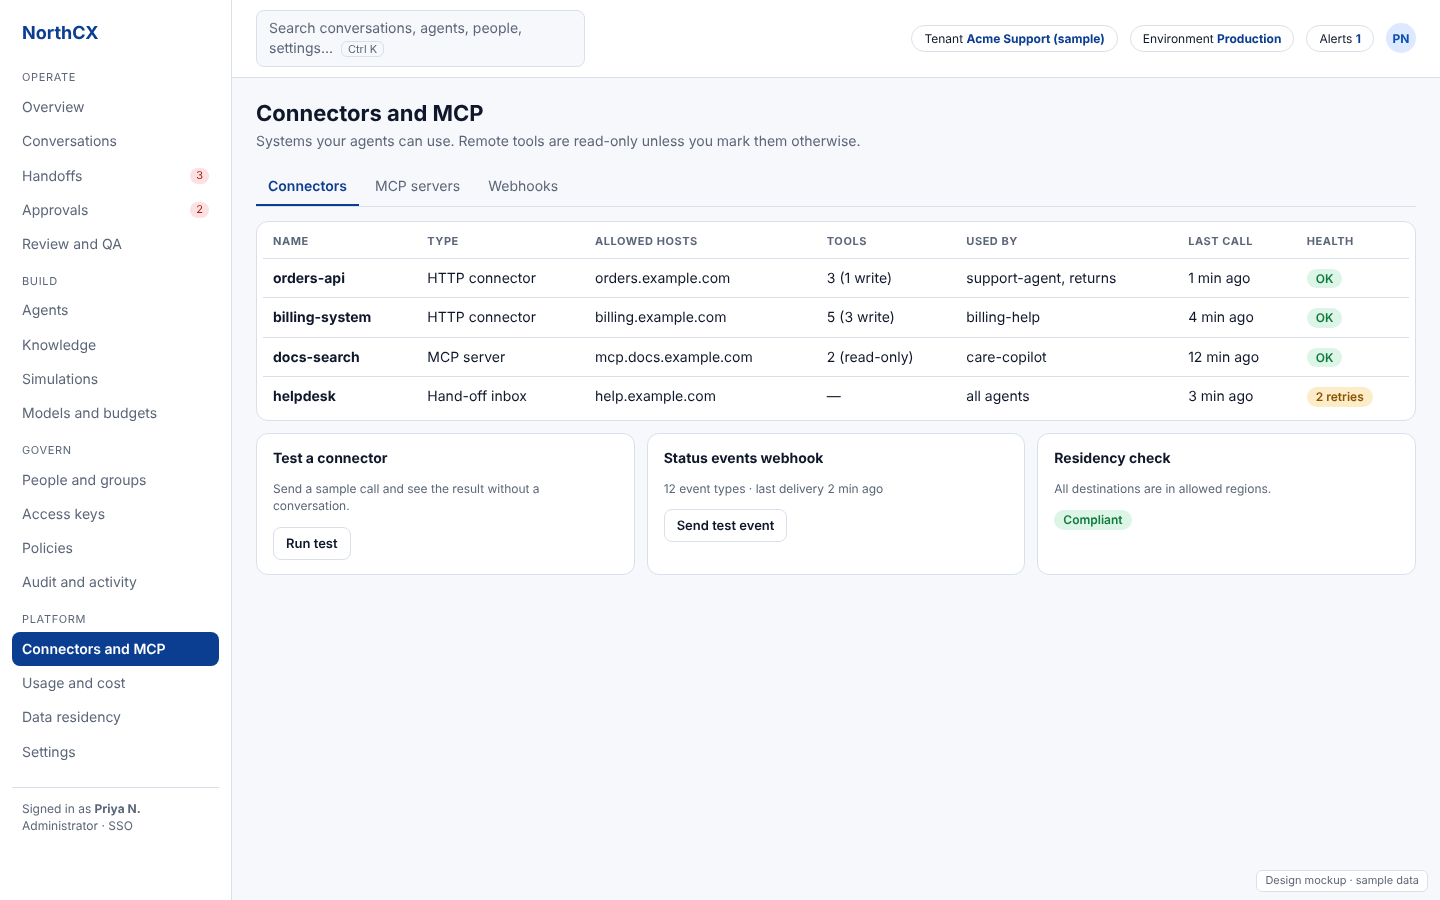 NorthCX
OPERATE
Overview
Conversations
Handoffs 3
Approvals 2
Review and QA
BUILD
Agents
Knowledge
Simulations
Models and budgets
GOVERN
People and groups
Access keys
Policies
Audit and activity
PLATFORM
Connectors and MCP
Usage and cost
Data residency
Settings
Signed in as Priya N.
Administrator · SSO
Search conversations, agents, people,
settings... Ctrl K
Tenant Acme Support (sample)
Environment Production
Alerts 1
PN
Connectors and MCP
Systems your agents can use. Remote tools are read-only unless you mark them otherwise.
Connectors MCP servers Webhooks
NAME TYPE ALLOWED HOSTS TOOLS USED BY LAST CALL HEALTH
orders-api HTTP connector orders.example.com 3 (1 write) support-agent, returns 1 min ago OK
billing-system HTTP connector billing.example.com 5 (3 write) billing-help 4 min ago OK
docs-search MCP server mcp.docs.example.com 2 (read-only) care-copilot 12 min ago OK
helpdesk Hand-off inbox help.example.com — all agents 3 min ago 2 retries
Test a connector
Send a sample call and see the result without a
conversation.
Run test
Status events webhook
12 event types · last delivery 2 min ago
Send test event
Residency check
All destinations are in allowed regions.
Compliant
Design mockup · sample data